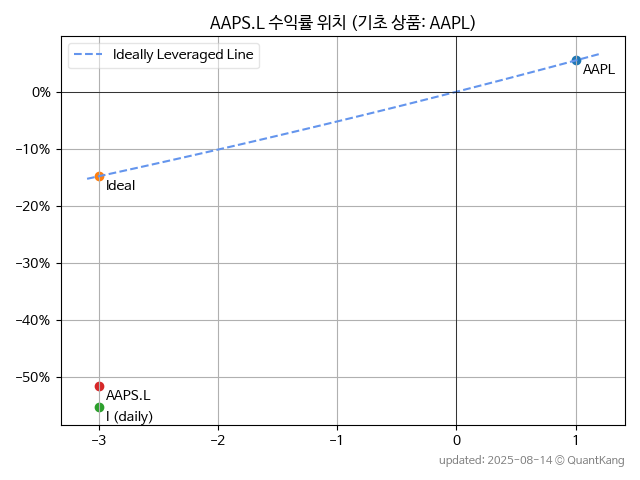 AAPS.L 수익률 위치 (기초 상품: AAPL)
Ideally Leveraged Line
AAPL
0%
-10%
Ideal
-20%
-30%
-40%
-50%
AAPS.L
I (daily)
-3 -2 -1 0 1
updated: 2025-08-14 © QuantKang